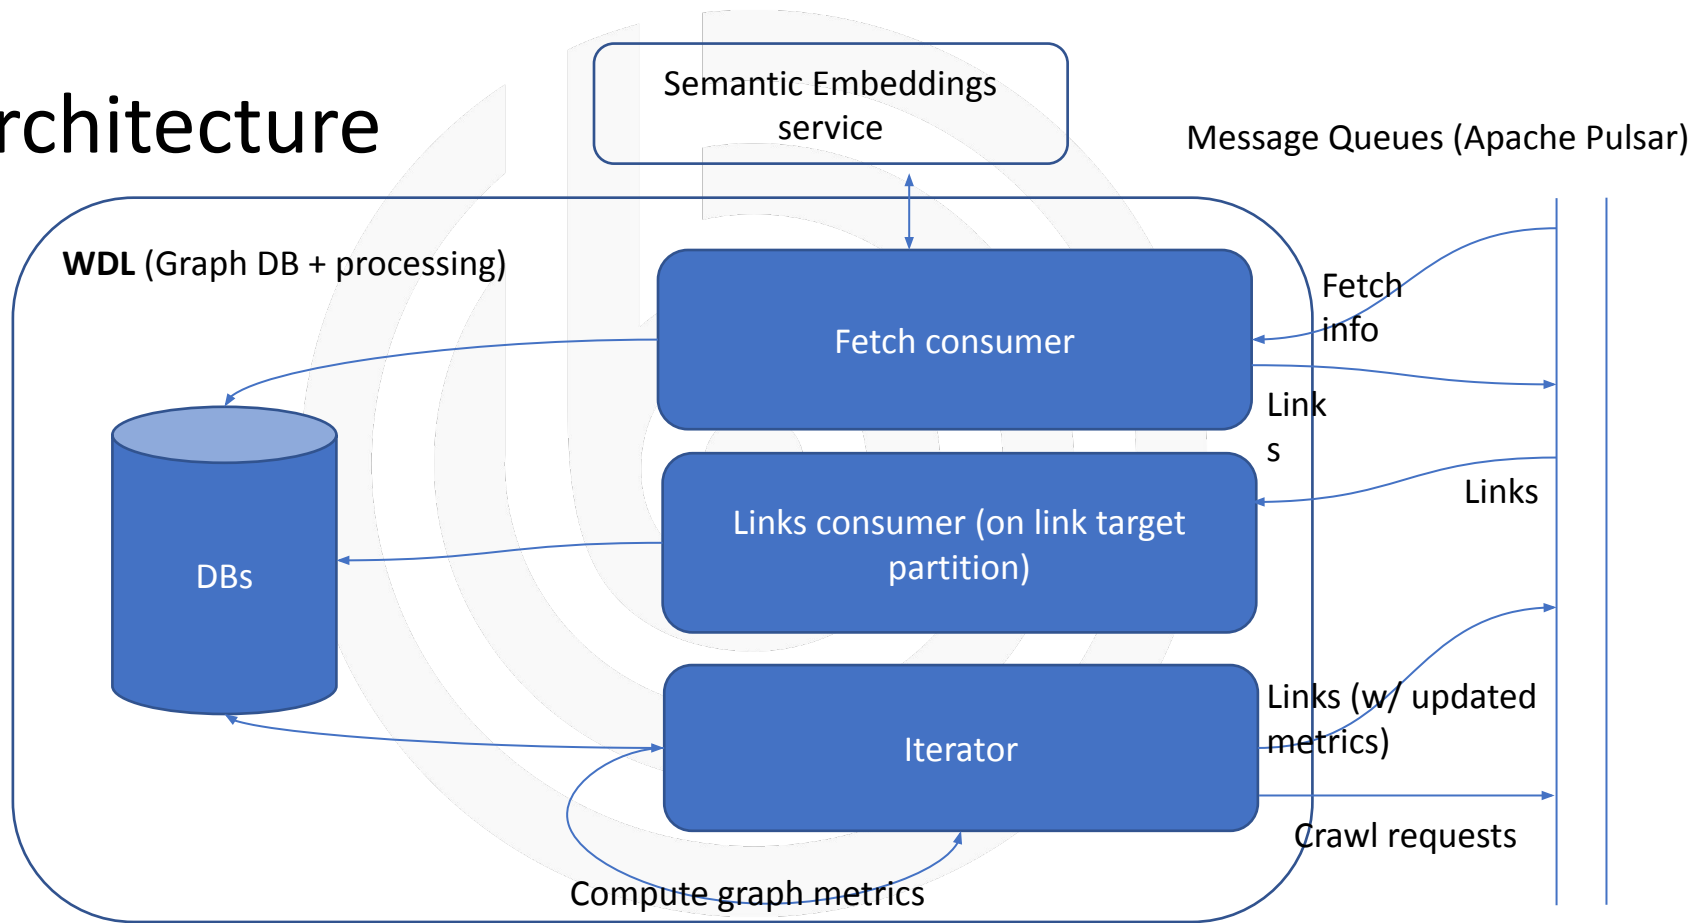 Semantic Embeddings
service
rchitecture
Message Queues (Apache Pulsar)
WDL (Graph DB + processing)
Fetch
info
Fetch consumer
Link
s
Links
Links consumer (on link target
partition)
DBs
Links (w/ updated
metrics)
Iterator
Crawl requests
Compute graph metrics